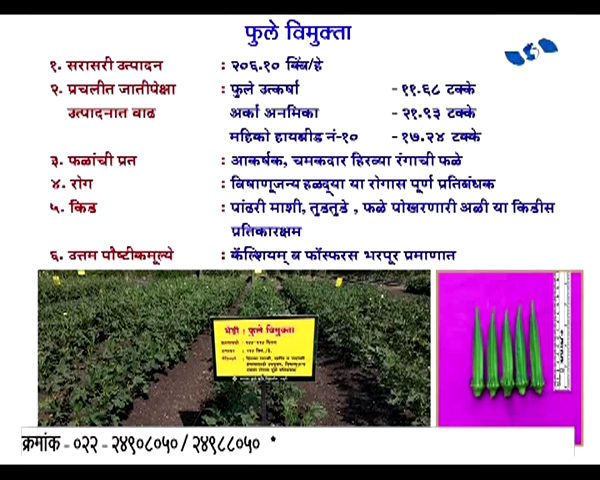 फुले विमुक्ता
१. सरासरी उत्पादन : २०६.१० क्विं/हे
२. प्रचलीत जातीपेक्षा : फुले उत्कर्षा - ११.६८ टक्के
उत्पादनात वाढ अर्का अनमिका - २१.९३ टक्के
महिको हायब्रीड नं-१० - १७.२४ टक्के
३. फळांची प्रत : आकर्षक, चमकदार हिरव्या रंगाची फळे
४. रोग : विषाणूजन्य हळद्या या रोगास पूर्ण प्रतिबंधक
५. किड : पांढरी माशी, तुडतुडे , फळे पोखरणारी अळी या किडीस
प्रतिकारक्षम
६. उत्तम पौष्टीकमूल्ये : कॅल्शियम् व फॉस्फरस भरपूर प्रमाणात
भेंडी : फुले विमुक्ता
क्रमांक - ०२२ - २४९०८०५० / २४९८८०५० *